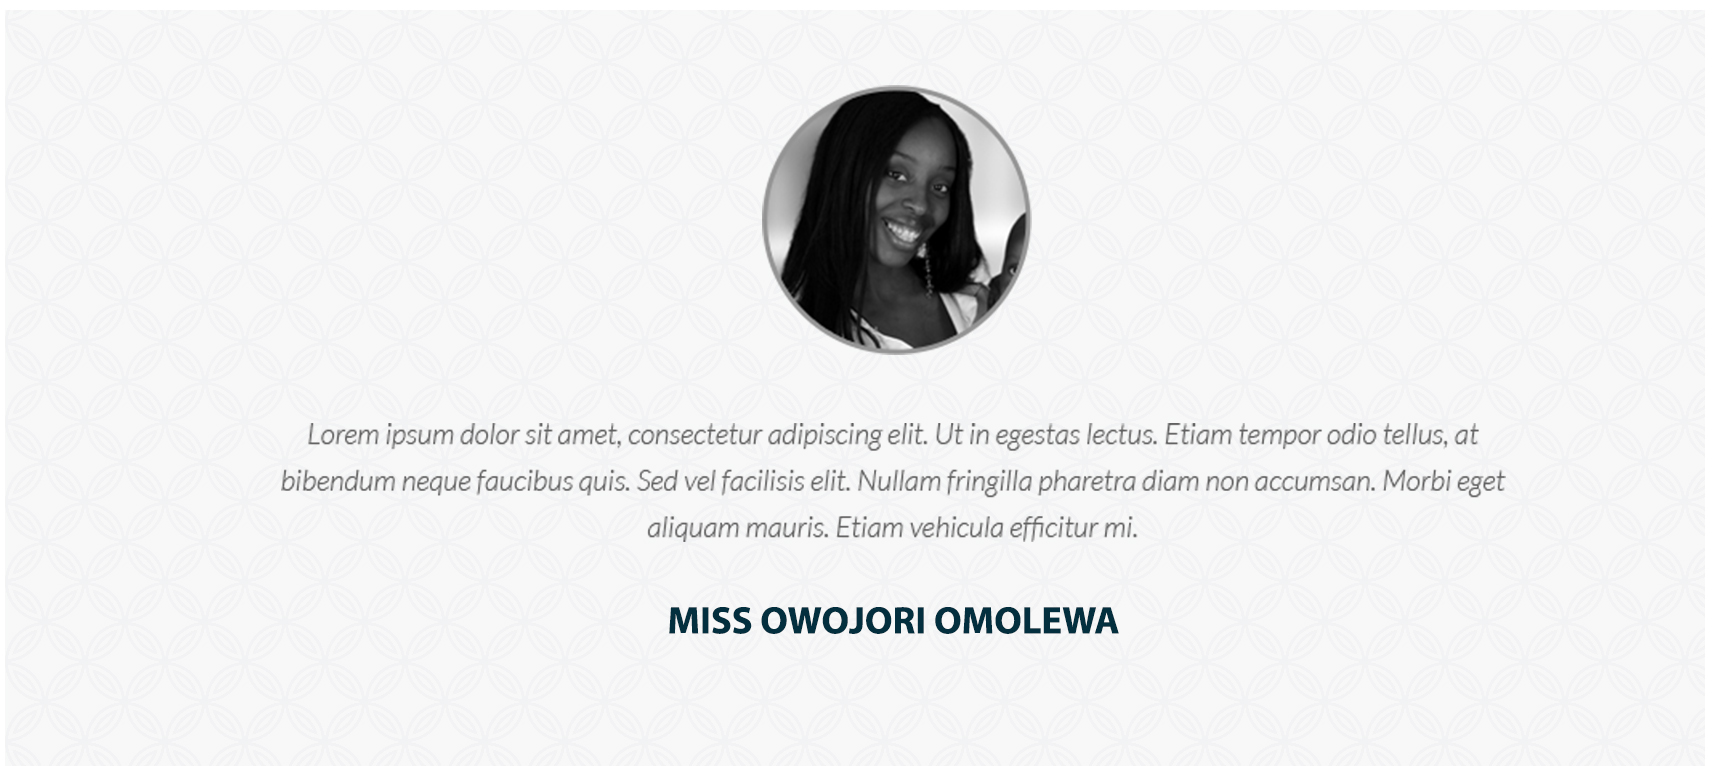 Lorem ipsum dolor sit amet, consectetur adipiscing elit. Ut in egestas lectus. Etiam tempor odio tellus, at
bibendum neque faucibus quis. Sed vel facilisis elit. Nullam fringilla pharetra diam non accumsan. Morbi eget
aliquam mauris. Etiam vehicula efficitur mi.
MISS OWOJORI OMOLEWA